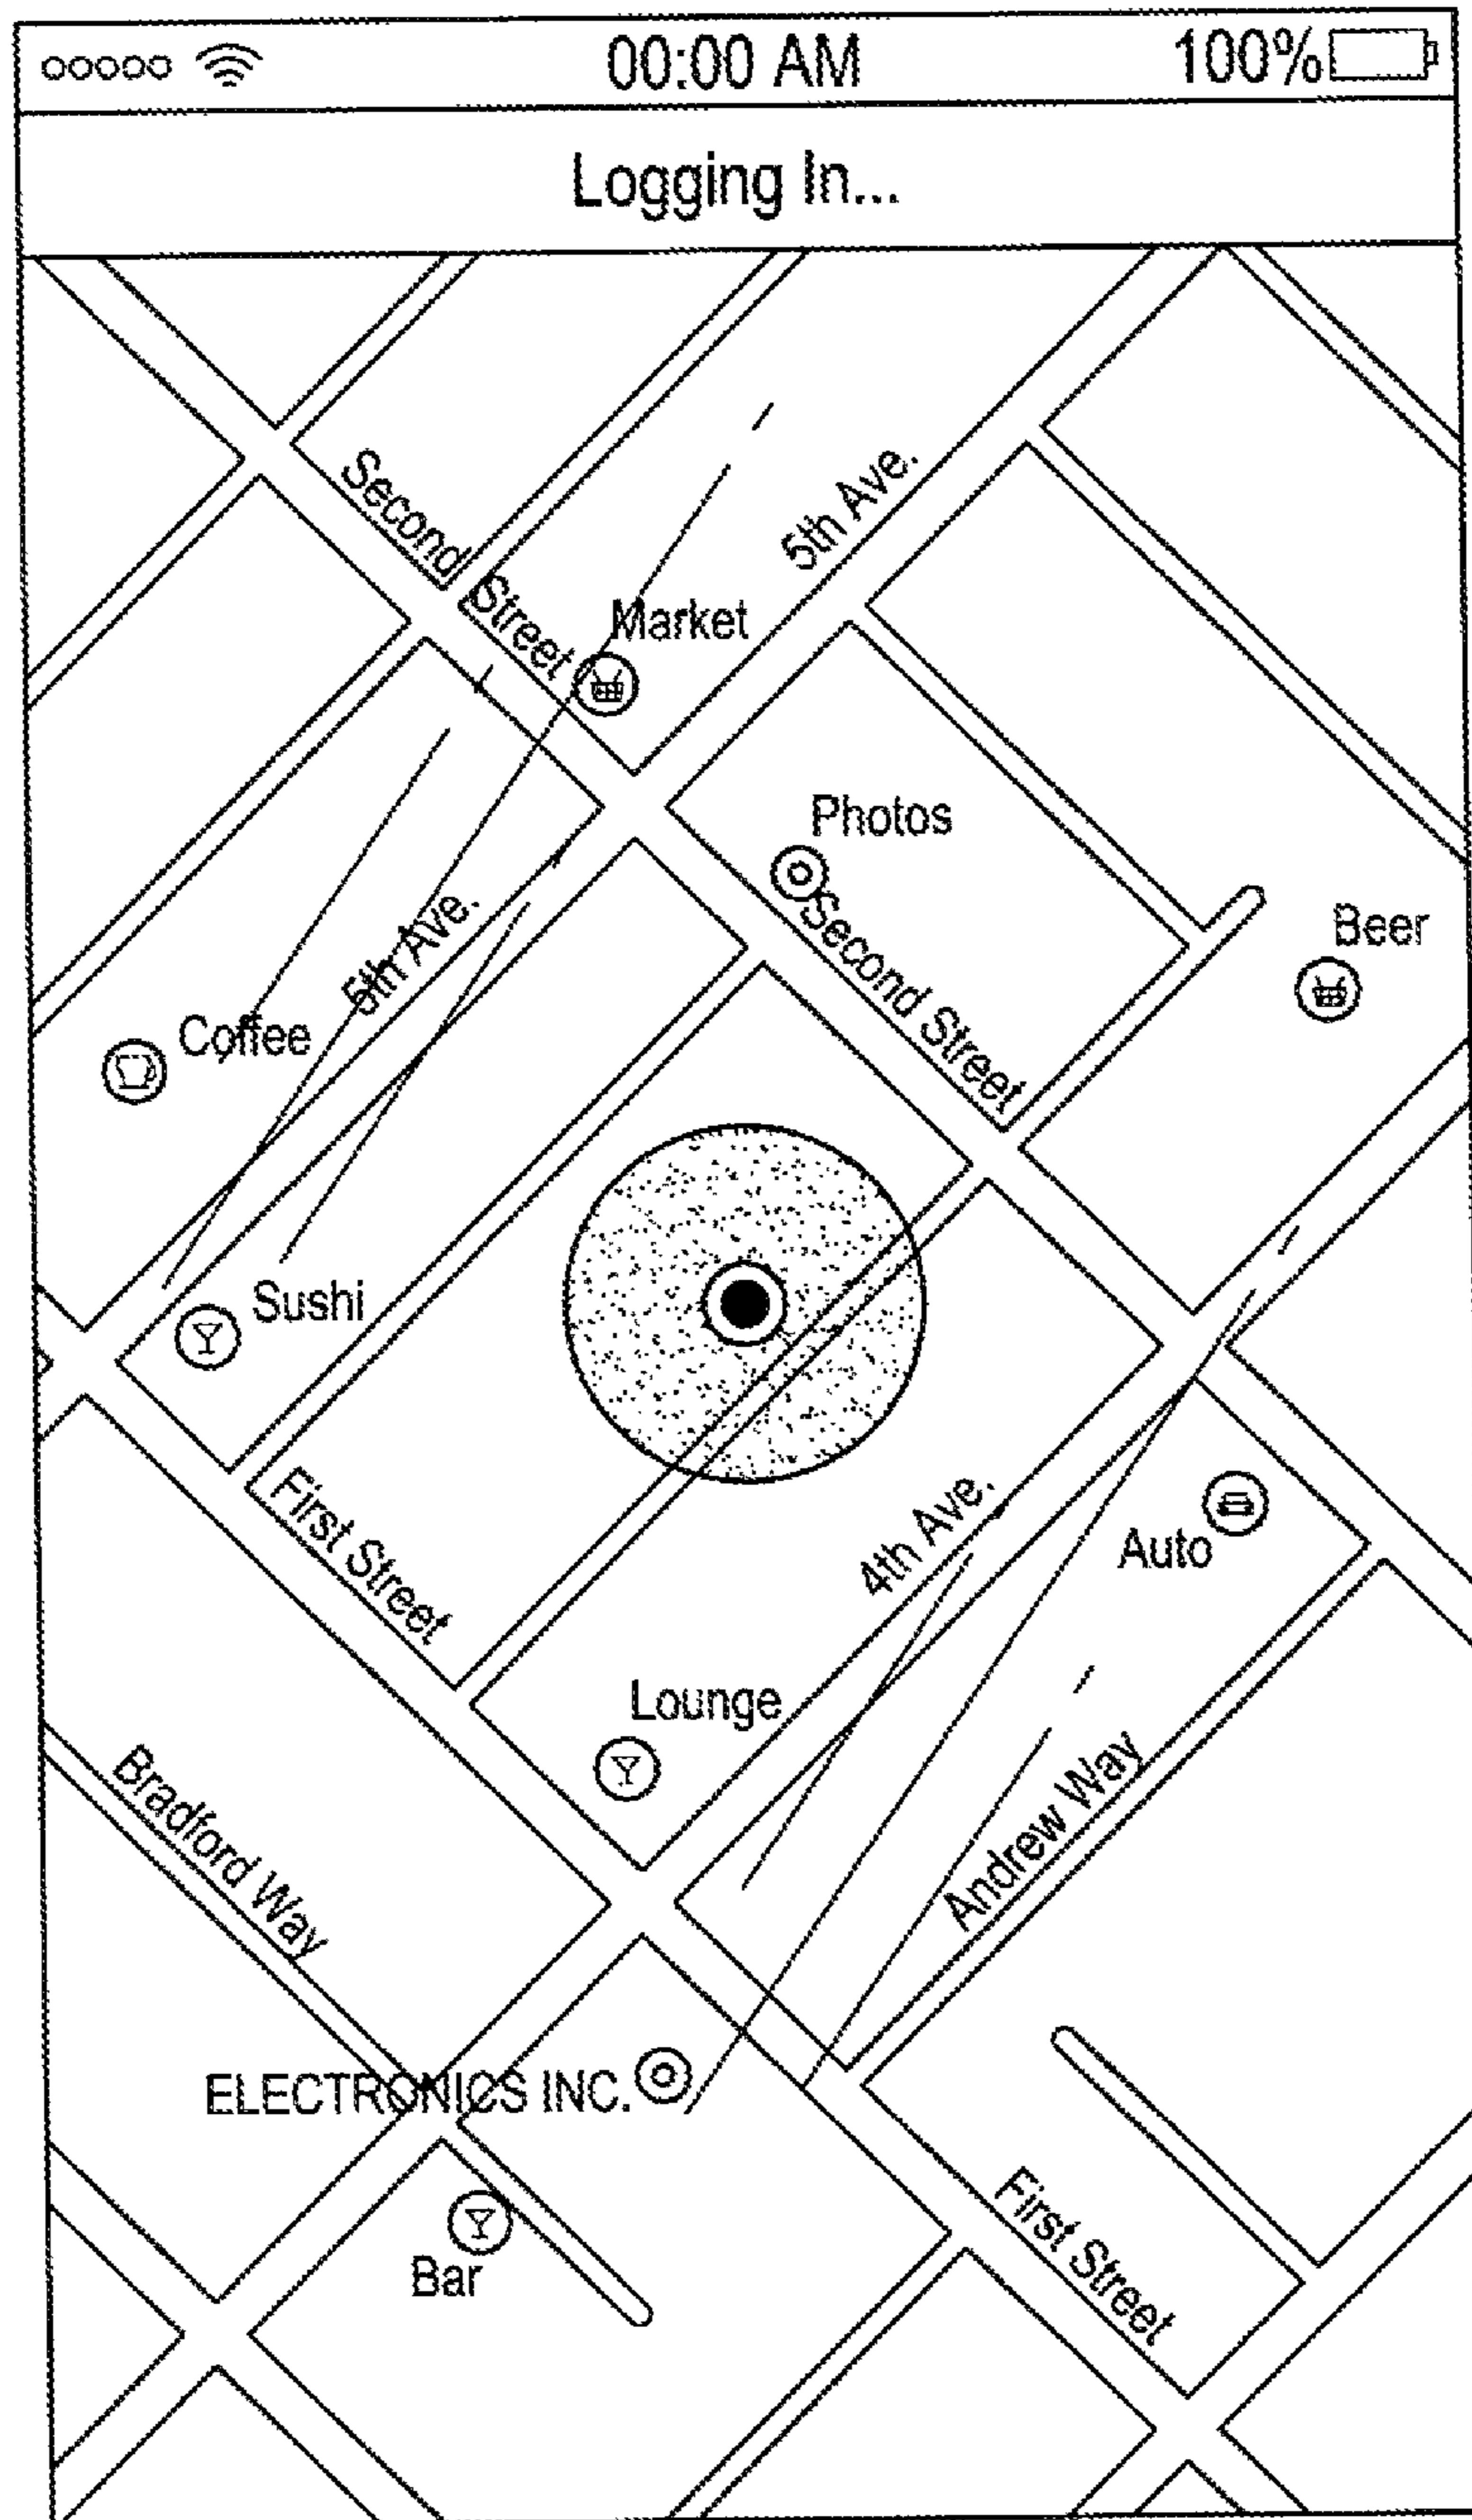 00:00 AM
100%
Logging In...
Second Street
5th Ave.
Market
Photos
5th Ave.
Second Street
Beer
Coffee
Sushi
First Street
4th Ave.
Auto
Lounge
Bradford Way
Andrew Way
ELECTRONICS INC.
First Street
Bar